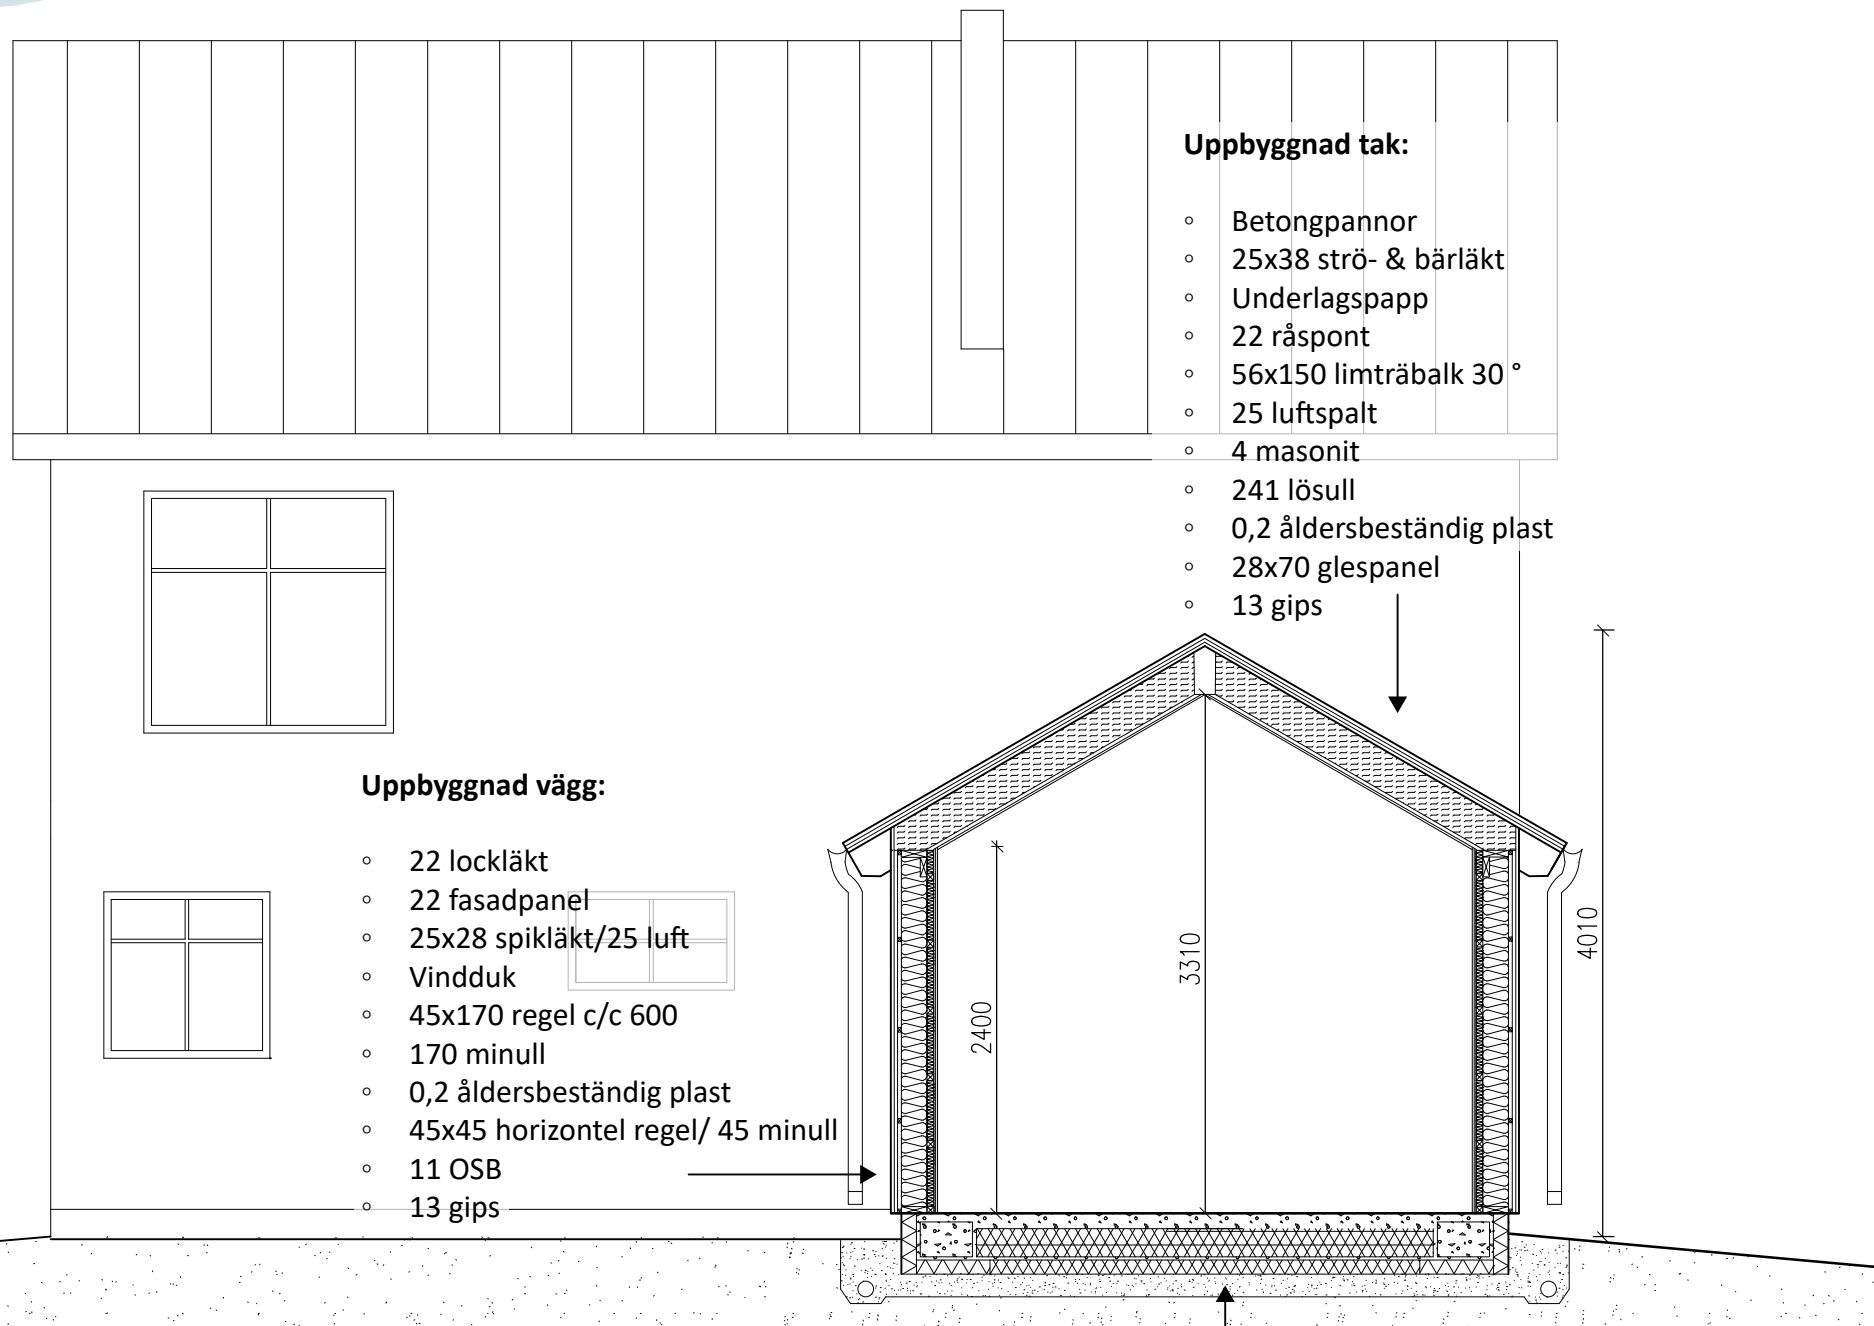 Uppbyggnad tak:
◦ Betongpannor
◦ 25x38 strö- & bärläkt
◦ Underlagspapp
◦ 22 råspont
◦ 56x150 limträbalk 30 °
◦ 25 luftspalt
◦ 4 masonit
◦ 241 lösull
◦ 0,2 åldersbeständig plast
◦ 28x70 glespanel
◦ 13 gips
Uppbyggnad vägg:
◦ 22 lockläkt
◦ 22 fasadpanel
◦ 25x28 spikläkt/25 luft
◦ Vindduk
◦ 45x170 regel c/c 600
◦ 170 minull
◦ 0,2 åldersbeständig plast
◦ 45x45 horizontel regel/ 45 minull
◦ 11 OSB
◦ 13 gips
2400
3310
4010